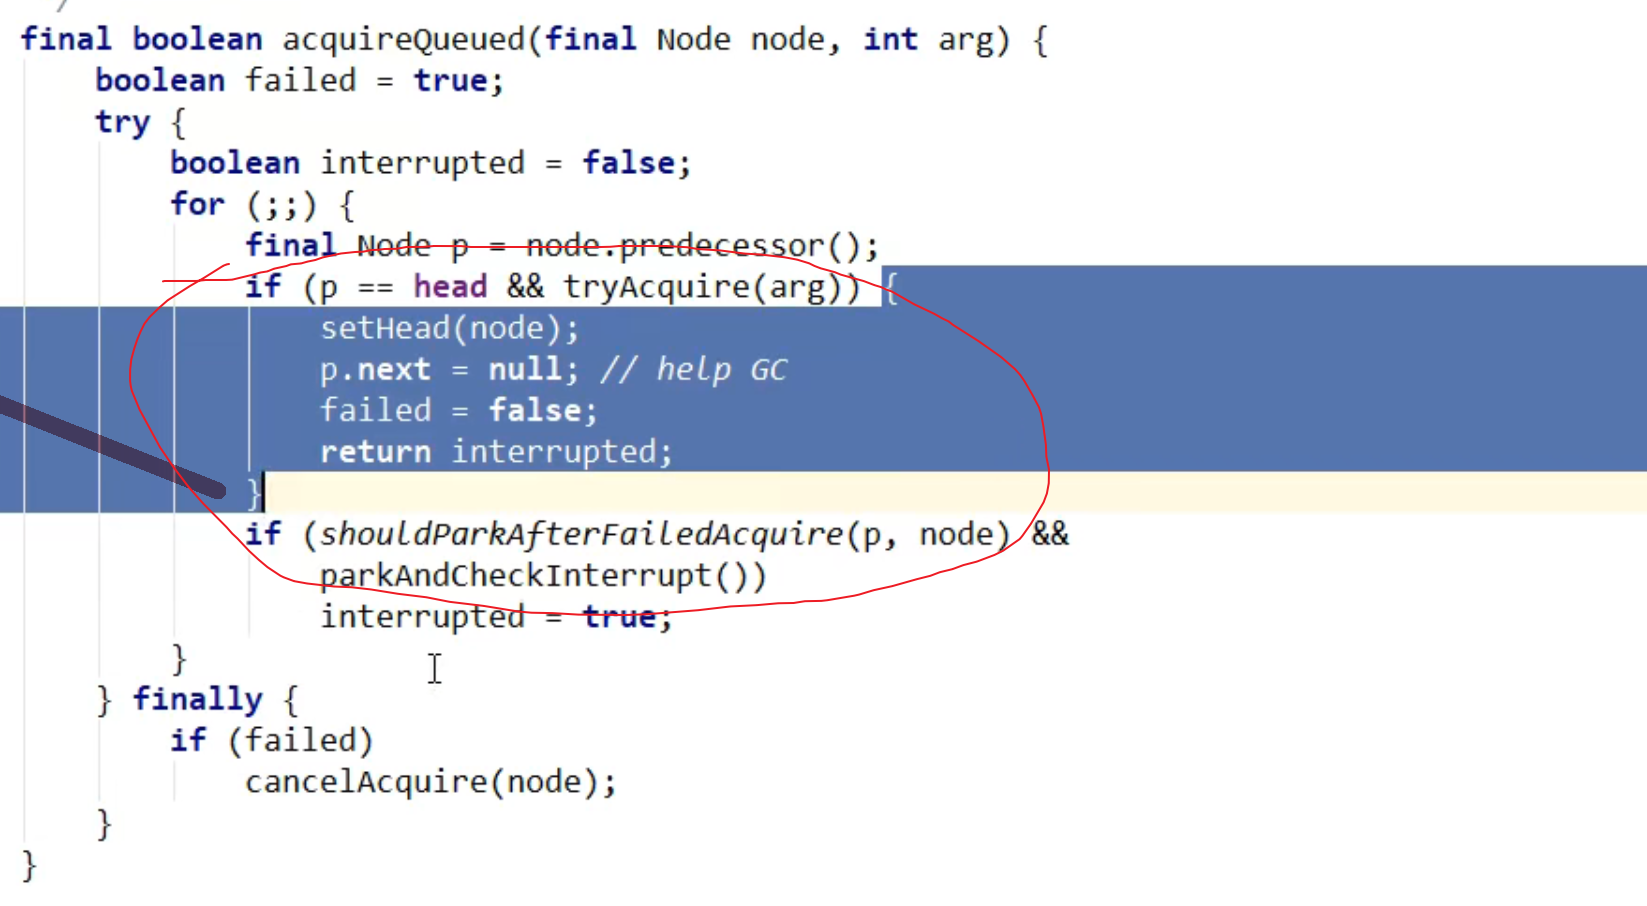 final boolean acquireQueued(final Node node, int arg) {
boolean failed = true;
try {
boolean interrupted = false;
for (;;) {
final Node p = node.predecessor();
if (p == head && tryAcquire(arg)) {
setHead(node);
p.next = null; // help GC
failed = false;
return interrupted;
}
if (shouldParkAfterFailedAcquire(p, node) &&
parkAndCheckInterrupt())
interrupted = true;
}
} finally {
if (failed)
cancelAcquire(node);
}
}